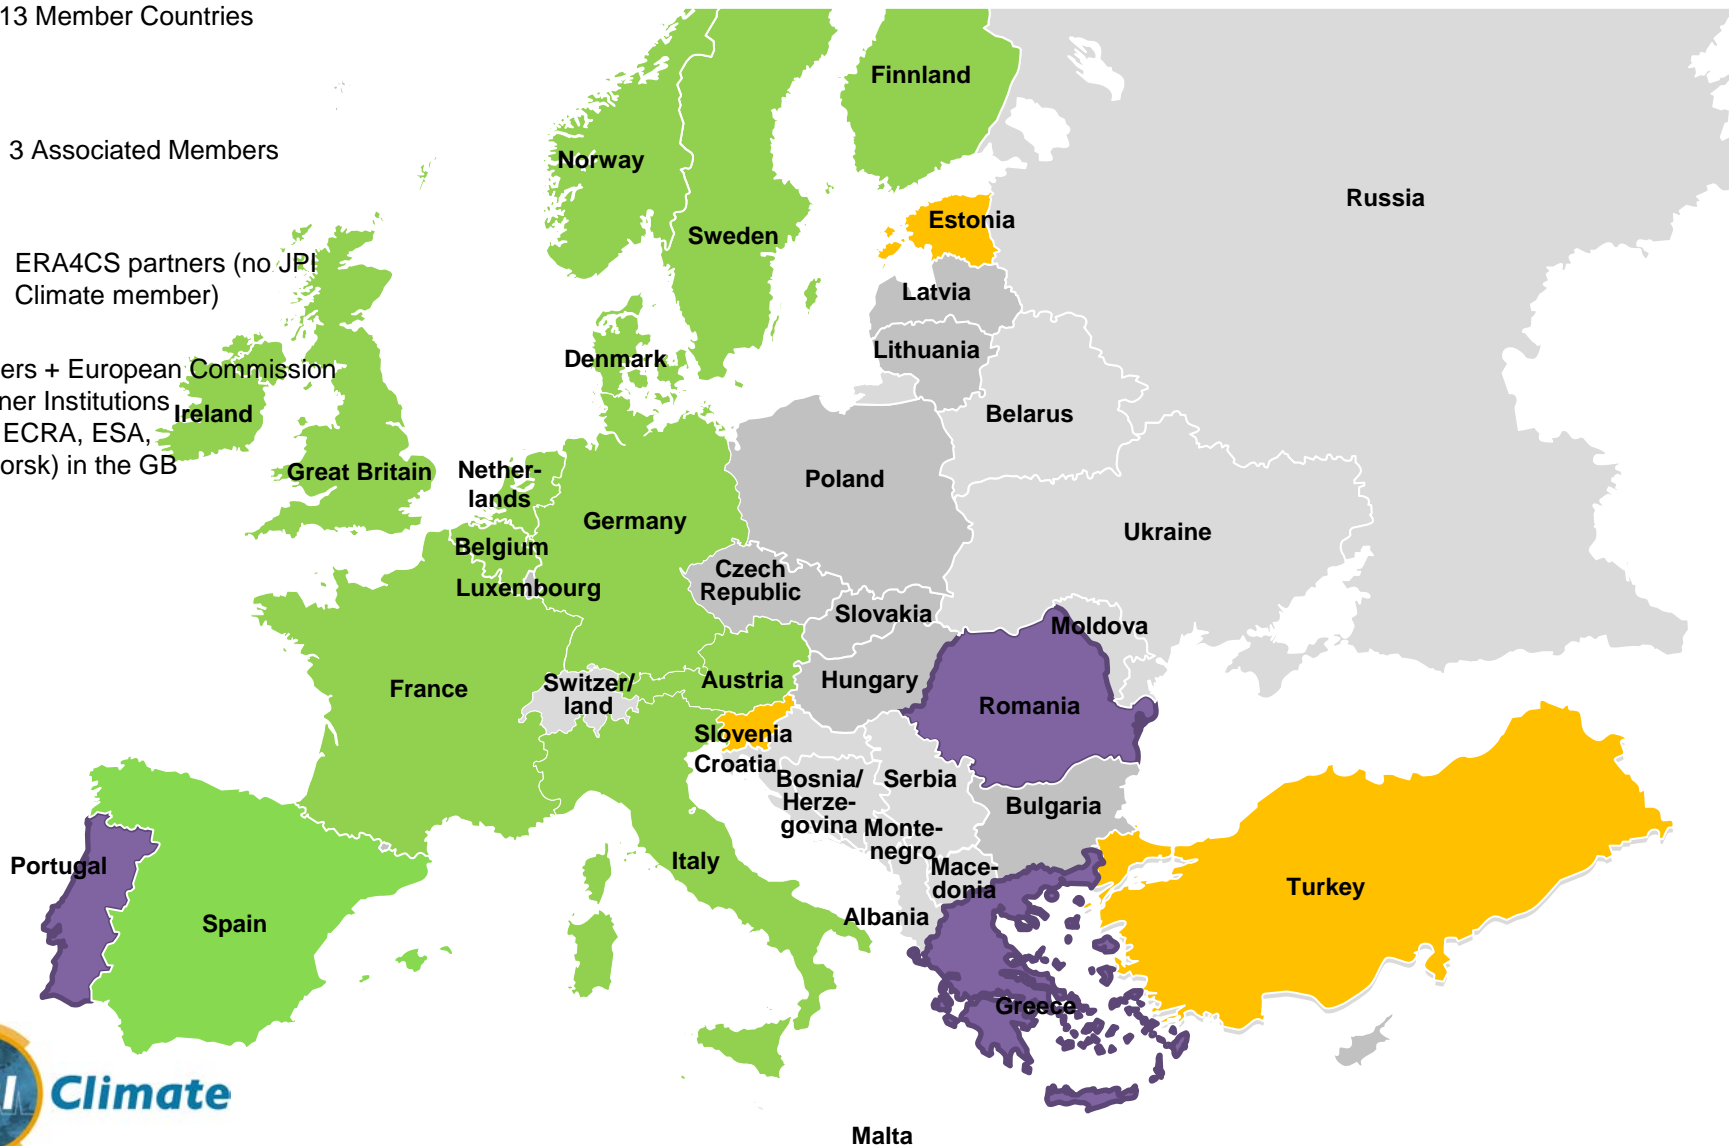 13 Member Countries
3 Associated Members
ERA4CS partners (no JPI
Climate member)
ers + European Commission
ner Institutions
ECRA, ESA,
orsk) in the GB
Finnland
Norway
Sweden
Russia
Estonia
Latvia
Lithuania
Denmark
Ireland
Belarus
Great Britain
Nether-
lands
Poland
Germany
Ukraine
Belgium
Luxembourg
Czech
Republic
Slovakia
Moldova
France
Switzer/
land
Austria
Hungary
Romania
Slovenia
Croatia
Bosnia/
Herze-
govina
Serbia
Bulgaria
Monte-
negro
Mace-
donia
Portugal
Italy
Turkey
Spain
Albania
Greece
I Climate
Malta